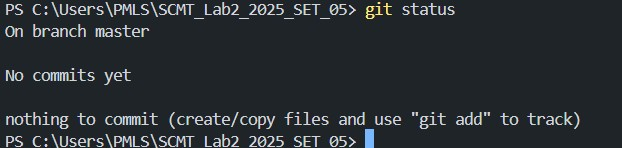 PS C:\Users\PMLS\SCMT_Lab2_2025_SET_05> git status
On branch master
No commits yet
nothing to commit (create/copy files and use "git add" to track)
PS C:\Users\PMLS\SCMT_Lab2_2025_SET_05>